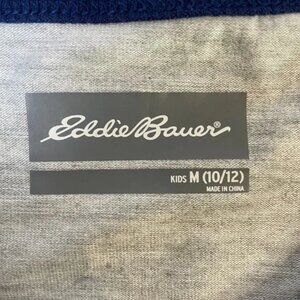 Eddie Bauer®
KIDS M (10/12)
MADE IN CHINA